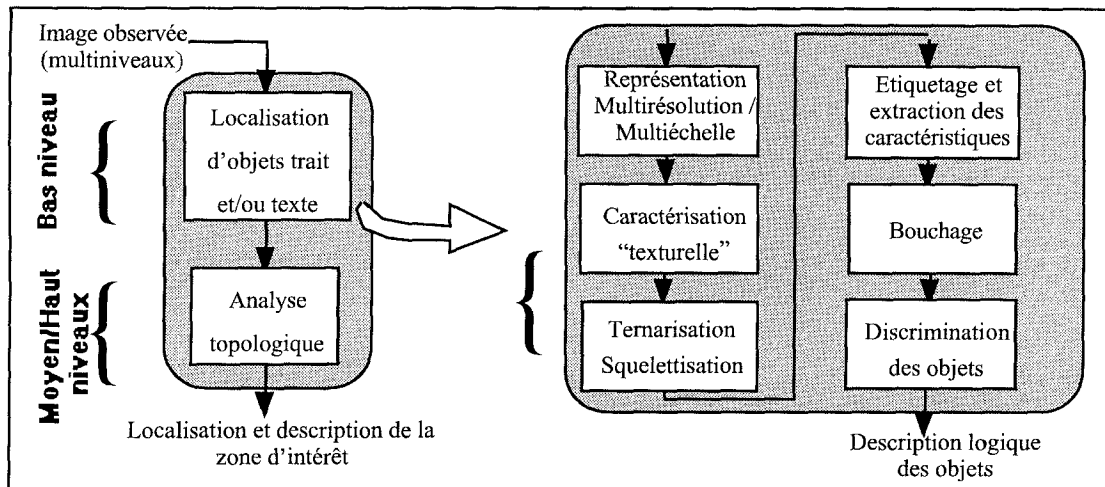 Image observée
(multiniveaux)
Bas niveau
Localisation
d'objets trait
et/ou texte
Moyen/Haut
niveaux
Analyse
topologique
Localisation et description de la
zone d'intérêt
Représentation
Multirésolution /
Multiéchelle
Caractérisation
“texturelle”
Ternarisation
Squelettisation
Etiquetage et
extraction des
caractéristiques
Bouchage
Discrimination
des objets
Description logique
des objets